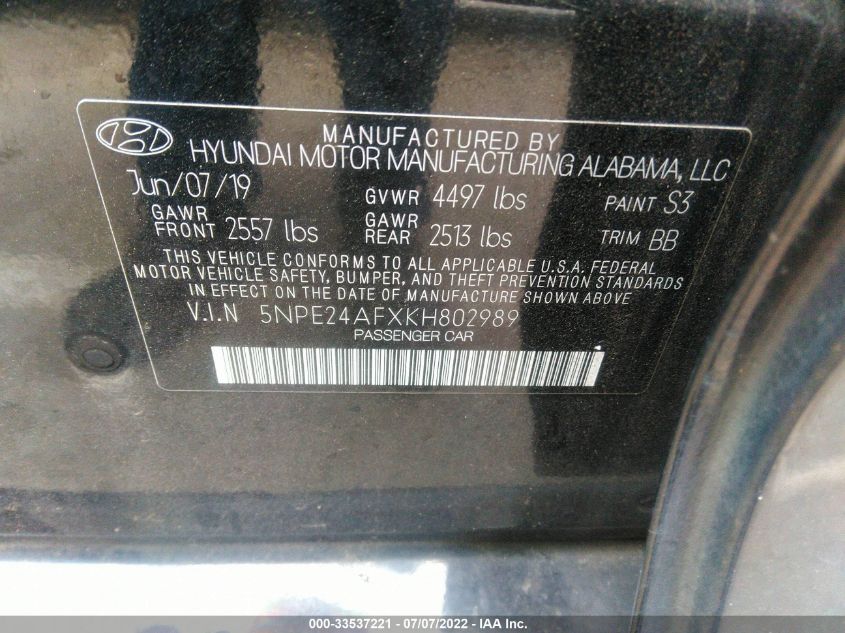 MANUFACTURED BY
HYUNDAI MOTOR MANUFACTURING ALABAMA, LLC
Jun/07/19 GVWR 4497 lbs PAINT S3
GAWR FRONT 2557 lbs GAWR REAR 2513 lbs TRIM BB
THIS VEHICLE CONFORMS TO ALL APPLICABLE U.S.A. FEDERAL
MOTOR VEHICLE SAFETY, BUMPER, AND THEFT PREVENTION STANDARDS
IN EFFECT ON THE DATE OF MANUFACTURE SHOWN ABOVE
V.I.N 5NPE24AFXKH802989
PASSENGER CAR
000-33537221 - 07/07/2022 - IAA Inc.